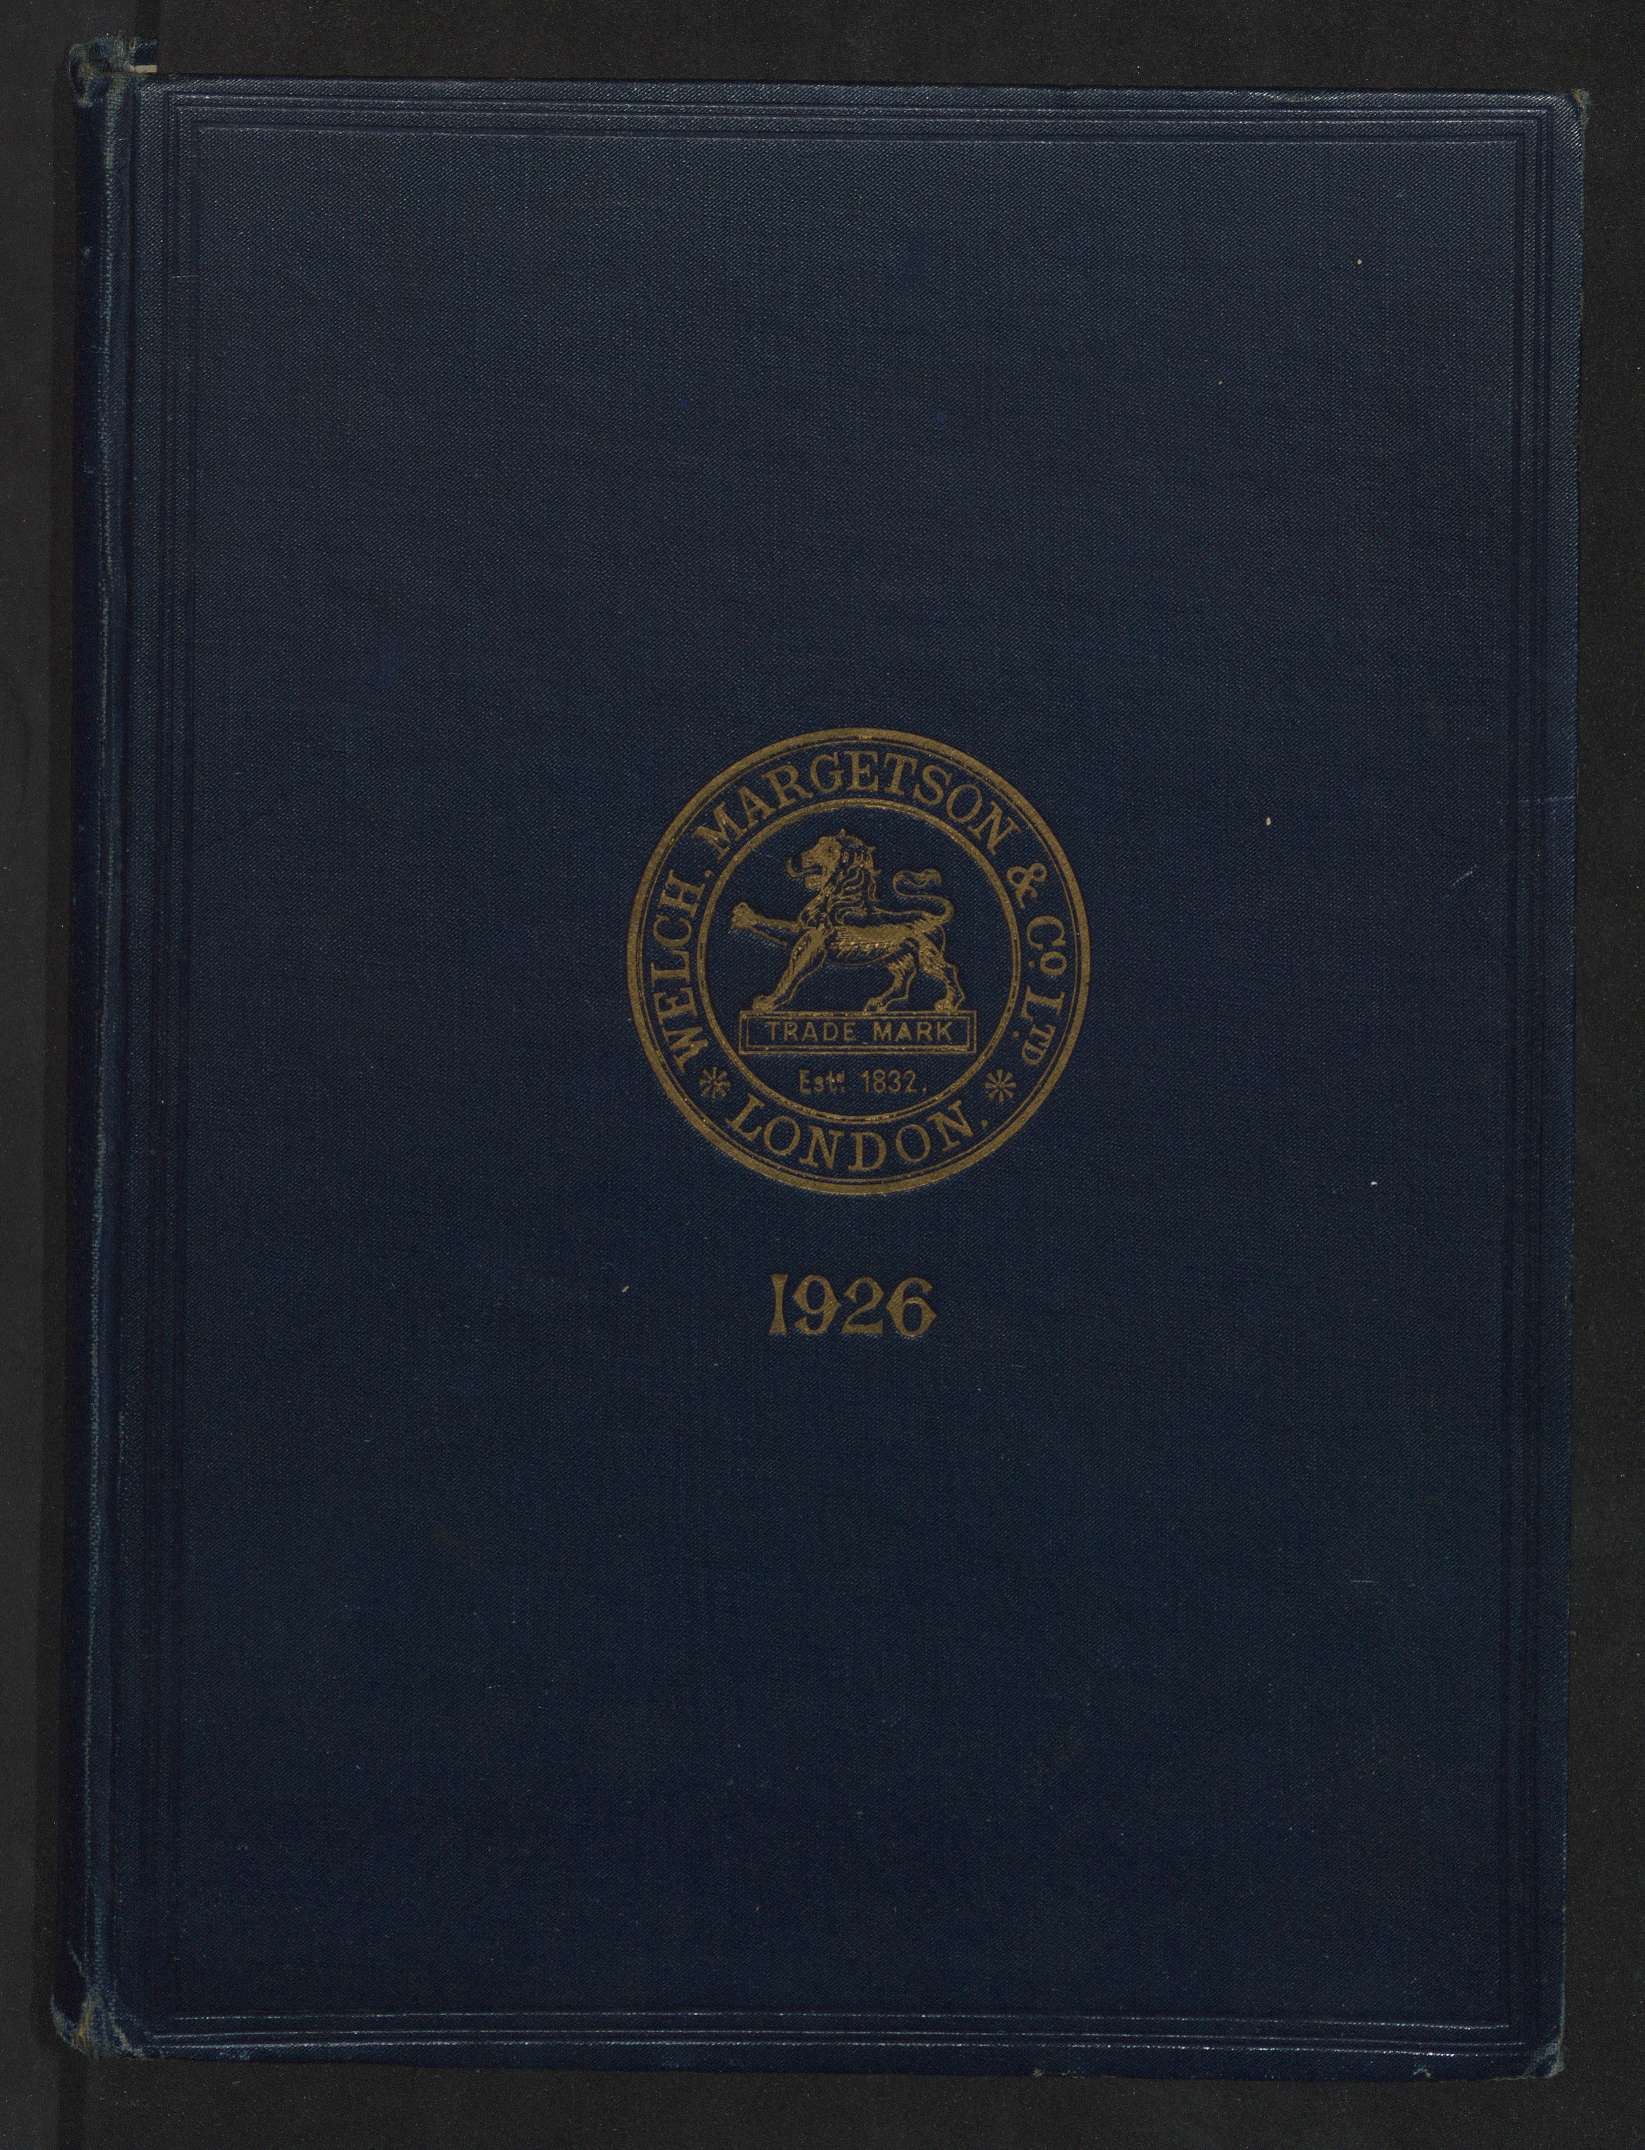 WELCH, MARGETSON & Co. LTD.
TRADE MARK
Estd. 1832.
* LONDON. *
1926